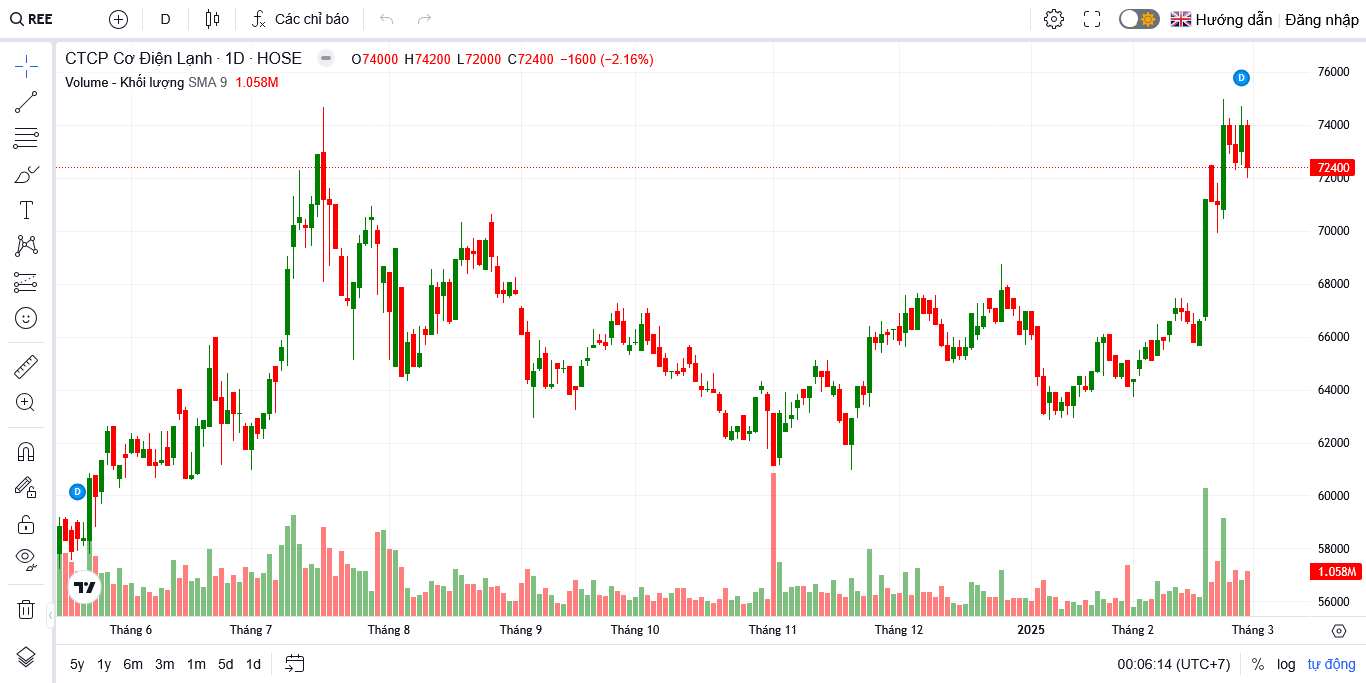 REE D Các chỉ báo Hướng dẫn Đăng nhập
CTCP Cơ Điện Lạnh · 1D · HOSE O74000 H74200 L72000 C72400 −1600 (−2.16%)
Volume - Khối lượng SMA 9 1.058M
D
D
76000
74000
72400
72000
70000
68000
66000
64000
62000
60000
58000
1.058M
56000
Tháng 6 Tháng 7 Tháng 8 Tháng 9 Tháng 10 Tháng 11 Tháng 12 2025 Tháng 2 Tháng 3
5y 1y 6m 3m 1m 5d 1d 00:06:14 (UTC+7) % log tự động